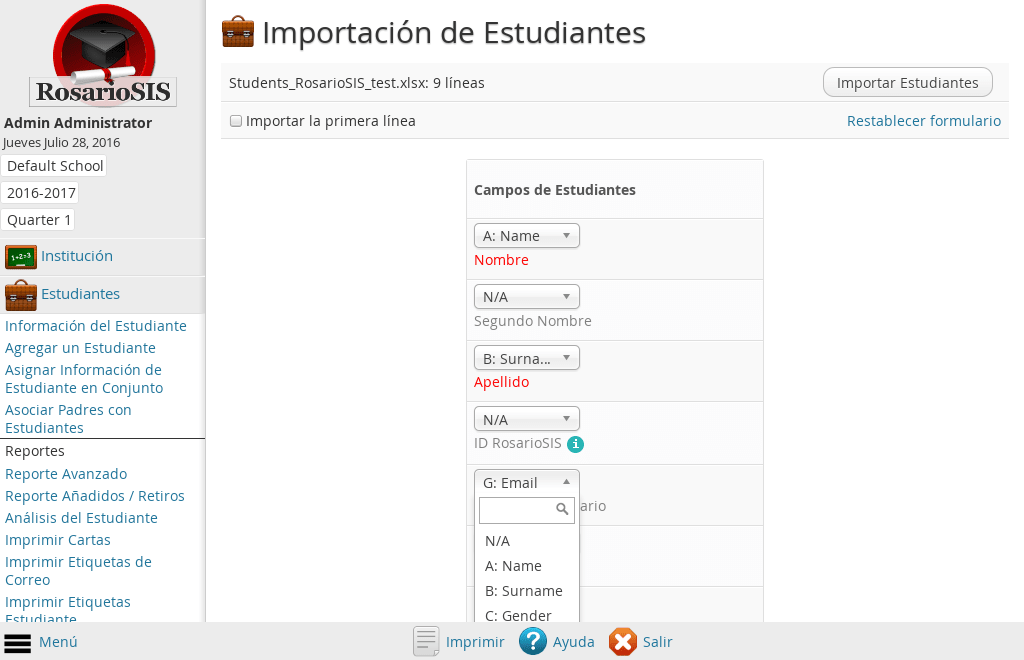 RosarioSIS
Admin Administrator
Jueves Julio 28, 2016
Default School
2016-2017
Quarter 1
1+2=3
Institución
Estudiantes
Información del Estudiante
Agregar un Estudiante
Asignar Información de
Estudiante en Conjunto
Asociar Padres con
Estudiantes
Reportes
Reporte Avanzado
Reporte Añadidos / Retiros
Análisis del Estudiante
Imprimir Cartas
Imprimir Etiquetas de
Correo
Imprimir Etiquetas
Estudiante
Importación de Estudiantes
Students_RosarioSIS_test.xlsx: 9 líneas
Importar Estudiantes
Importar la primera línea
Restablecer formulario
Campos de Estudiantes
A: Name
Nombre
N/A
Segundo Nombre
B: Surna...
Apellido
N/A
ID RosarioSIS
G: Email
ario
N/A
A: Name
B: Surname
C: Gender
Menú
Imprimir
Ayuda
Salir